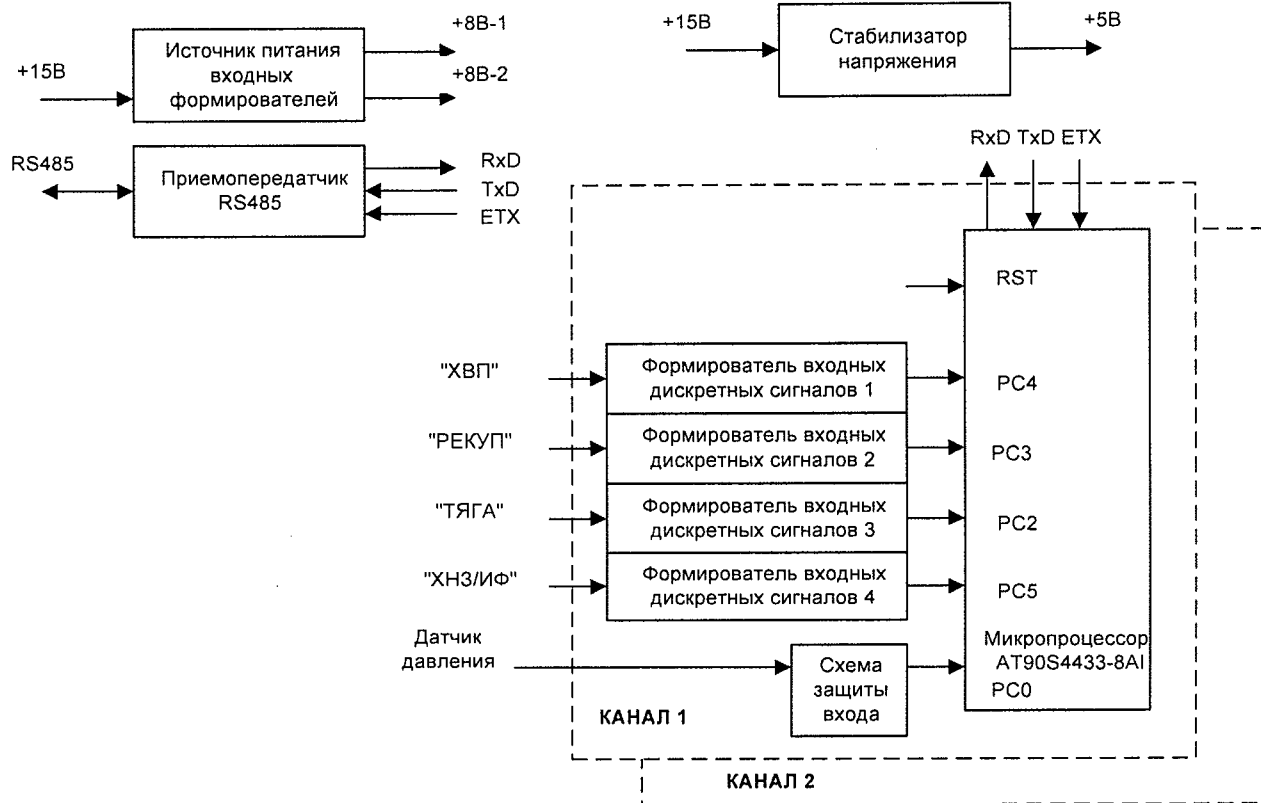 +8В-1
Источник питания
входных
формирователей
+15В
+8В-2
+15В
Стабилизатор
напряжения
+5В
RS485
Приемопередатчик
RS485
RxD
TxD
ETX
RxD TxD ETX
RST
"ХВП"
Формирователь входных
дискретных сигналов 1
PC4
"РЕКУП"
Формирователь входных
дискретных сигналов 2
PC3
"ТЯГА"
Формирователь входных
дискретных сигналов 3
PC2
"ХНЗ/ИФ"
Формирователь входных
дискретных сигналов 4
PC5
Датчик
давления
Схема
защиты
входа
Микропроцессор
AT90S4433-8AI
PC0
КАНАЛ 1
КАНАЛ 2